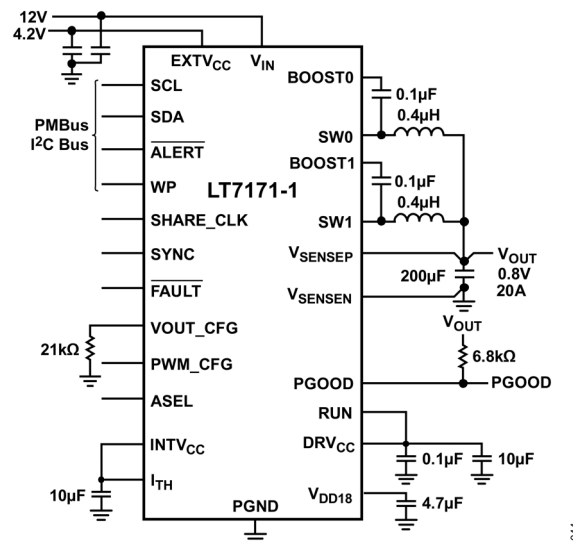 12V
4.2V
EXTVCC
VIN
PMBus
I2C Bus
SCL
SDA
ALERT
WP
SHARE_CLK
SYNC
FAULT
VOUT_CFG
21kΩ
PWM_CFG
ASEL
INTVCC
ITH
10µF
LT7171-1
PGND
BOOST0
0.1µF
0.4µH
SW0
BOOST1
0.1µF
0.4µH
SW1
VSENSEP
VOUT
0.8V
20A
200µF
VSENSEN
VOUT
6.8kΩ
PGOOD
PGOOD
RUN
DRVCC
0.1µF
10µF
VDD18
4.7µF